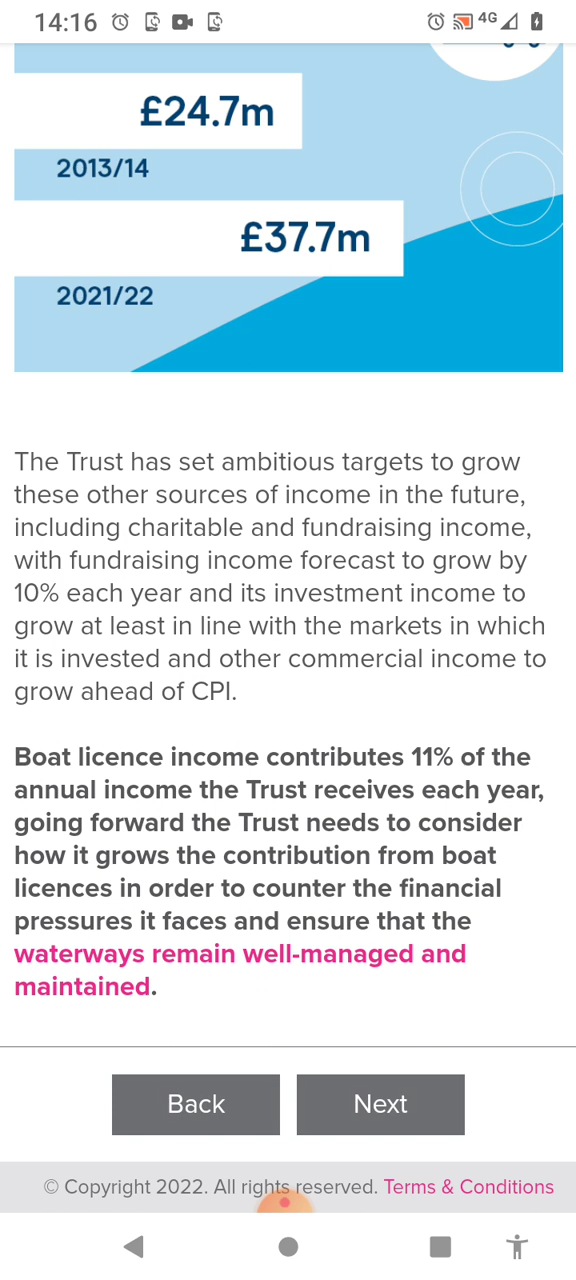 14:16
4G
£24.7m
2013/14
£37.7m
2021/22
The Trust has set ambitious targets to grow
these other sources of income in the future,
including charitable and fundraising income,
with fundraising income forecast to grow by
10% each year and its investment income to
grow at least in line with the markets in which
it is invested and other commercial income to
grow ahead of CPI.
Boat licence income contributes 11% of the
annual income the Trust receives each year,
going forward the Trust needs to consider
how it grows the contribution from boat
licences in order to counter the financial
pressures it faces and ensure that the
waterways remain well-managed and
maintained.
Back
Next
© Copyright 2022. All rights reserved. Terms & Conditions